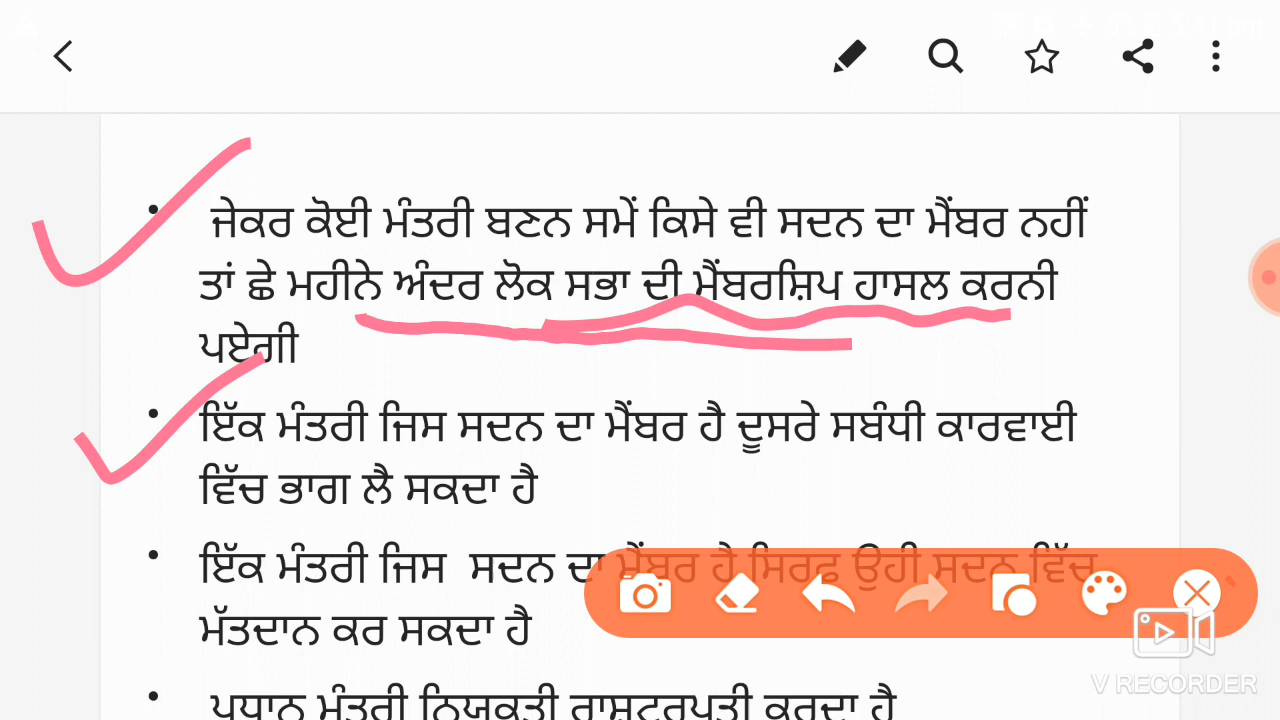 ਜੇਕਰ ਕੋਈ ਮੰਤਰੀ ਬਣਨ ਸਮੇਂ ਕਿਸੇ ਵੀ ਸਦਨ ਦਾ ਮੈਂਬਰ ਨਹੀਂ
ਤਾਂ ਛੇ ਮਹੀਨੇ ਅੰਦਰ ਲੋਕ ਸਭਾ ਦੀ ਮੈਂਬਰਸ਼ਿਪ ਹਾਸਲ ਕਰਨੀ
ਪਏਗੀ
ਇੱਕ ਮੰਤਰੀ ਜਿਸ ਸਦਨ ਦਾ ਮੈਂਬਰ ਹੈ ਦੂਸਰੇ ਸਬੰਧੀ ਕਾਰਵਾਈ
ਵਿੱਚ ਭਾਗ ਲੈ ਸਕਦਾ ਹੈ
ਇੱਕ ਮੰਤਰੀ ਜਿਸ ਸਦਨ ਦਾ ਮੈਂਬਰ ਹੈ ਸਿਰਫ ਉਹੀ ਸਦਨ ਵਿੱਚ
ਮੱਤਦਾਨ ਕਰ ਸਕਦਾ ਹੈ
ਪ੍ਰਧਾਨ ਮੰਤਰੀ ਨਿਯੁਕਤੀ ਰਾਸ਼ਟਰਪਤੀ ਕਰਦਾ ਹੈ
V RECORDER